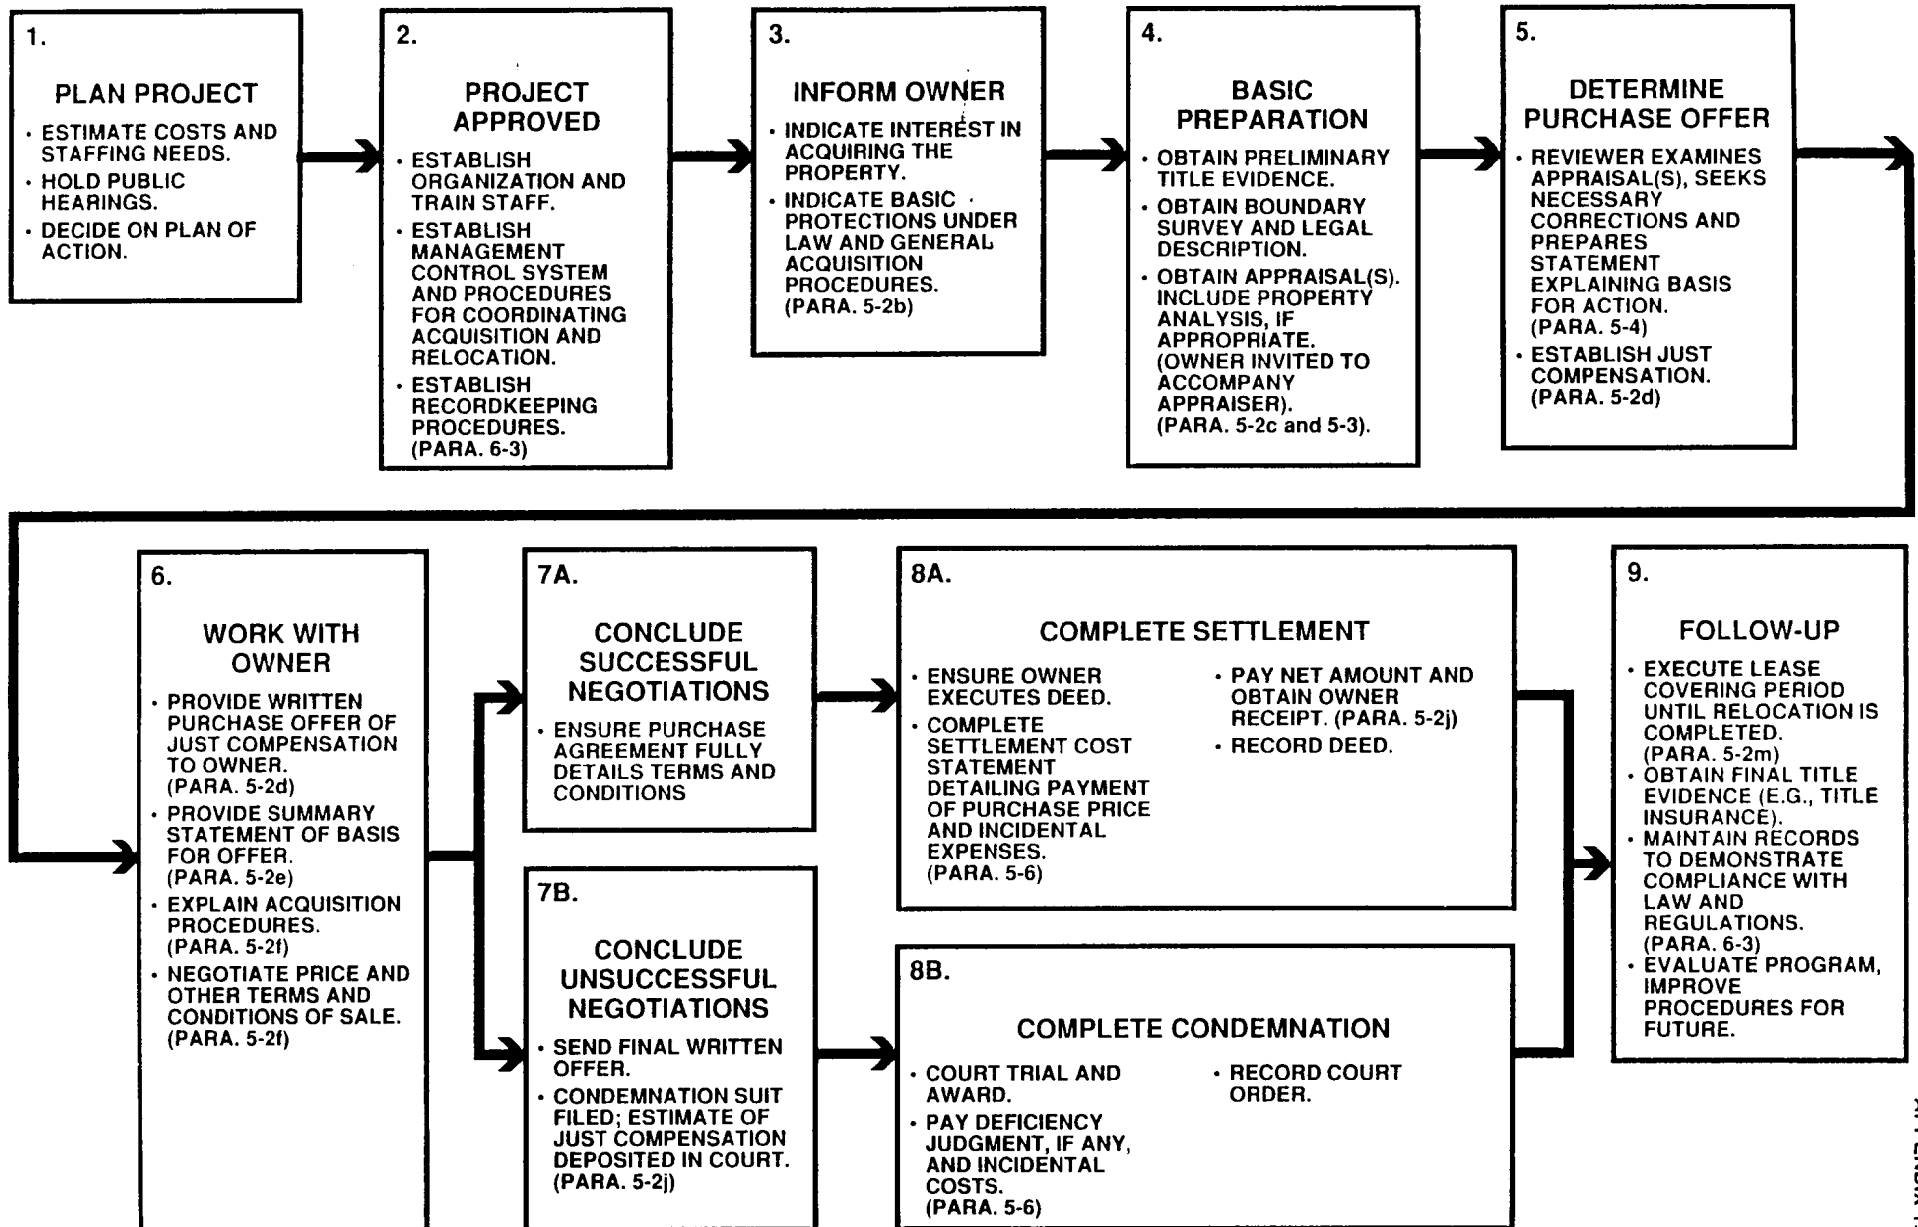 1.
PLAN PROJECT
· ESTIMATE COSTS AND
STAFFING NEEDS.
· HOLD PUBLIC
HEARINGS.
· DECIDE ON PLAN OF
ACTION.
2.
PROJECT
APPROVED
· ESTABLISH
ORGANIZATION AND
TRAIN STAFF.
· ESTABLISH
MANAGEMENT
CONTROL SYSTEM
AND PROCEDURES
FOR COORDINATING
ACQUISITION AND
RELOCATION.
· ESTABLISH
RECORDKEEPING
PROCEDURES.
(PARA. 6-3)
3.
INFORM OWNER
· INDICATE INTEREST IN
ACQUIRING THE
PROPERTY.
· INDICATE BASIC
PROTECTIONS UNDER
LAW AND GENERAL
ACQUISITION
PROCEDURES.
(PARA. 5-2b)
4.
BASIC
PREPARATION
· OBTAIN PRELIMINARY
TITLE EVIDENCE.
· OBTAIN BOUNDARY
SURVEY AND LEGAL
DESCRIPTION.
· OBTAIN APPRAISAL(S).
INCLUDE PROPERTY
ANALYSIS, IF
APPROPRIATE.
(OWNER INVITED TO
ACCOMPANY
APPRAISER).
(PARA. 5-2c and 5-3).
5.
DETERMINE
PURCHASE OFFER
· REVIEWER EXAMINES
APPRAISAL(S), SEEKS
NECESSARY
CORRECTIONS AND
PREPARES
STATEMENT
EXPLAINING BASIS
FOR ACTION.
(PARA. 5-4)
· ESTABLISH JUST
COMPENSATION.
(PARA. 5-2d)
6.
WORK WITH
OWNER
· PROVIDE WRITTEN
PURCHASE OFFER OF
JUST COMPENSATION
TO OWNER.
(PARA. 5-2d)
· PROVIDE SUMMARY
STATEMENT OF BASIS
FOR OFFER.
(PARA. 5-2e)
· EXPLAIN ACQUISITION
PROCEDURES.
(PARA. 5-2f)
· NEGOTIATE PRICE AND
OTHER TERMS AND
CONDITIONS OF SALE.
(PARA. 5-2f)
7A.
CONCLUDE
SUCCESSFUL
NEGOTIATIONS
· ENSURE PURCHASE
AGREEMENT FULLY
DETAILS TERMS AND
CONDITIONS
7B.
CONCLUDE
UNSUCCESSFUL
NEGOTIATIONS
· SEND FINAL WRITTEN
OFFER.
· CONDEMNATION SUIT
FILED; ESTIMATE OF
JUST COMPENSATION
DEPOSITED IN COURT.
(PARA. 5-2j)
8A.
COMPLETE SETTLEMENT
· ENSURE OWNER
EXECUTES DEED.
· COMPLETE
SETTLEMENT COST
STATEMENT
DETAILING PAYMENT
OF PURCHASE PRICE
AND INCIDENTAL
EXPENSES.
(PARA. 5-6)
· PAY NET AMOUNT AND
OBTAIN OWNER
RECEIPT. (PARA. 5-2j)
· RECORD DEED.
8B.
COMPLETE CONDEMNATION
· COURT TRIAL AND
AWARD.
· PAY DEFICIENCY
JUDGMENT, IF ANY,
AND INCIDENTAL
COSTS.
(PARA. 5-6)
· RECORD COURT
ORDER.
9.
FOLLOW-UP
· EXECUTE LEASE
COVERING PERIOD
UNTIL RELOCATION IS
COMPLETED.
(PARA. 5-2m)
· OBTAIN FINAL TITLE
EVIDENCE (E.G., TITLE
INSURANCE).
· MAINTAIN RECORDS
TO DEMONSTRATE
COMPLIANCE WITH
LAW AND
REGULATIONS.
(PARA. 6-3)
· EVALUATE PROGRAM,
IMPROVE
PROCEDURES FOR
FUTURE.